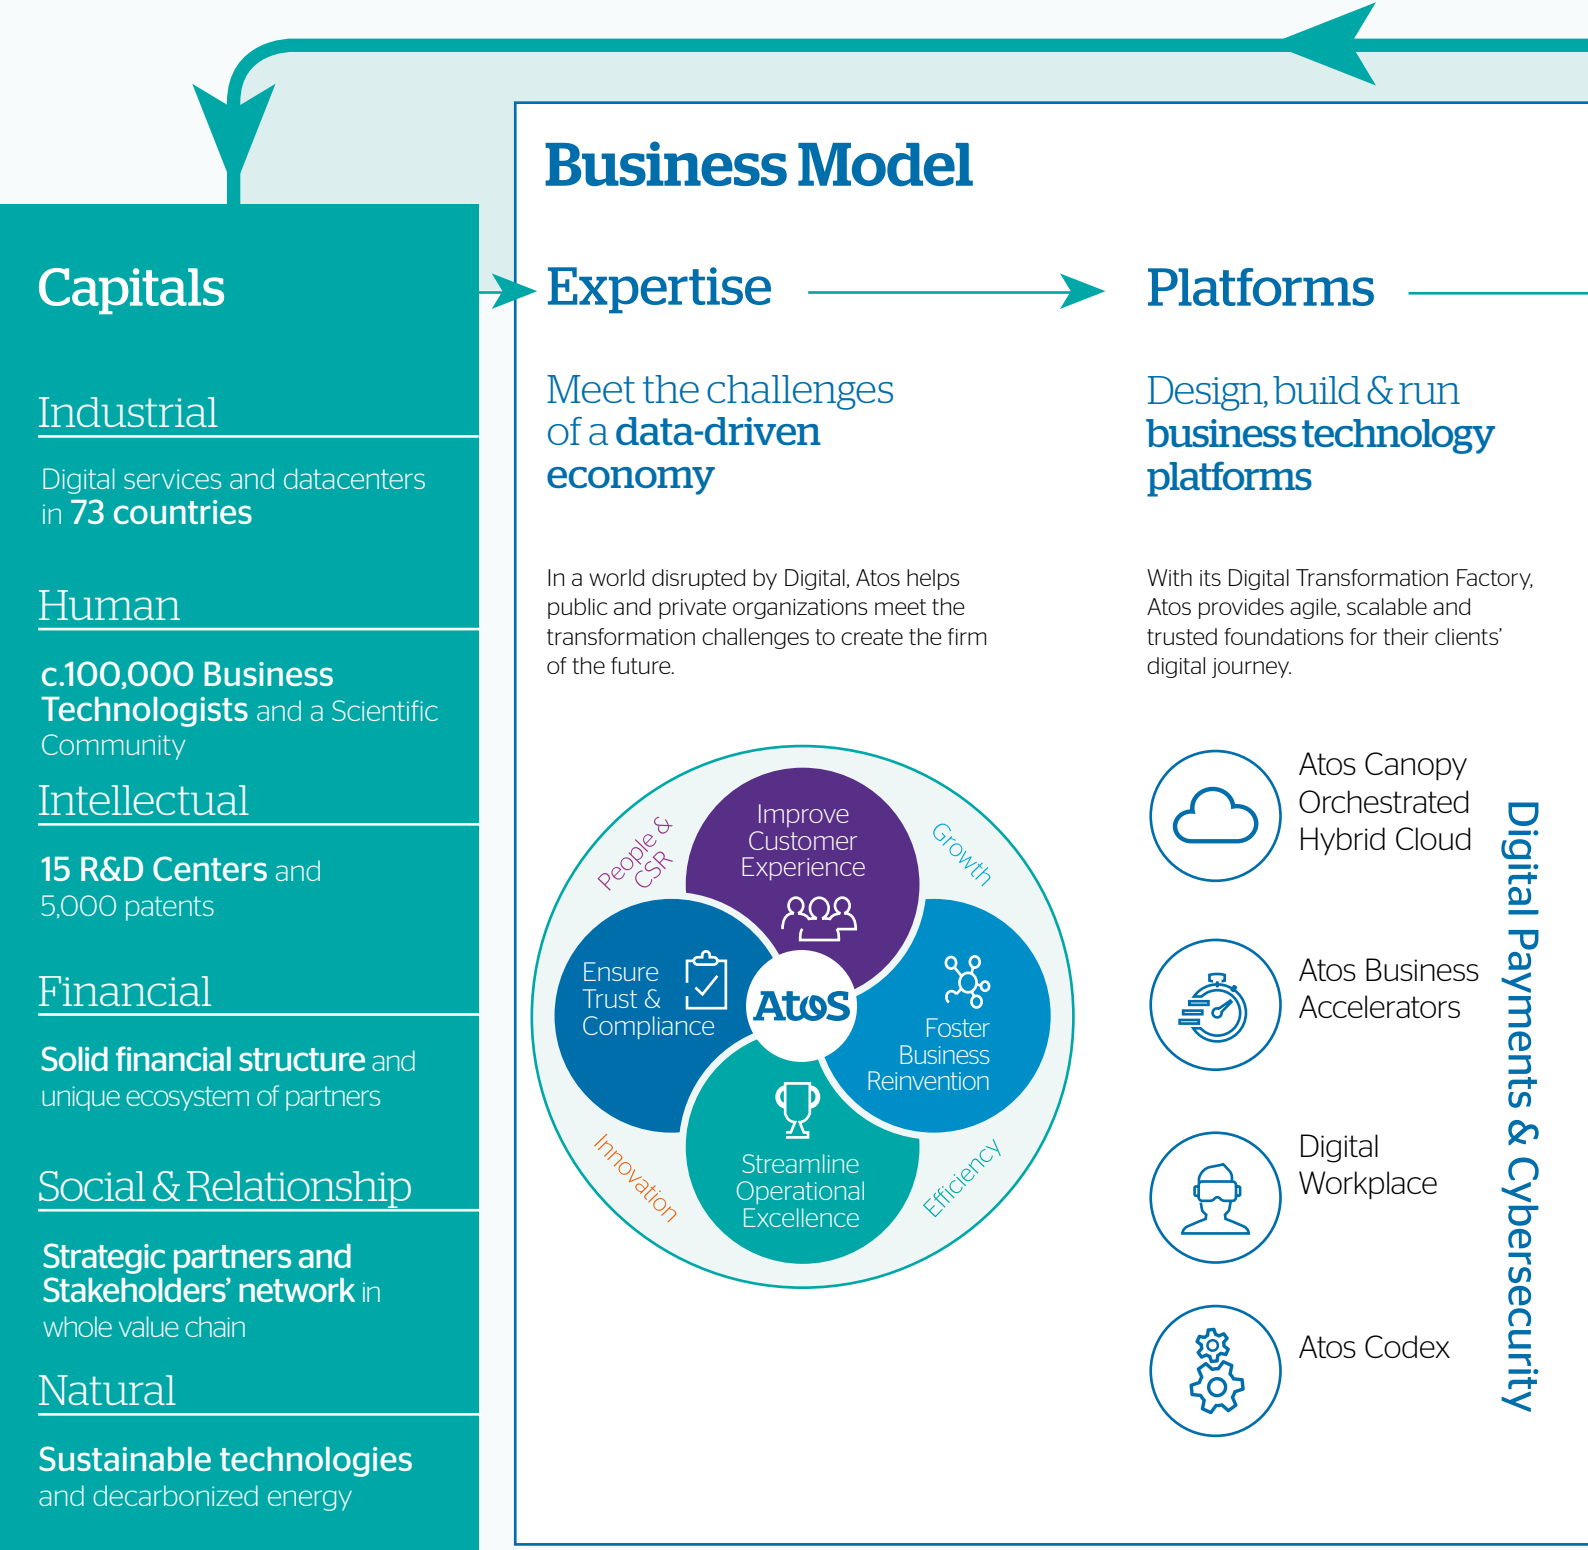 Business Model
Capitals
Industrial
Digital services and datacenters
in 73 countries
Human
c.100,000 Business
Technologists and a Scientific
Community
Intellectual
15 R&D Centers and
5,000 patents
Financial
Solid financial structure and
unique ecosystem of partners
Social & Relationship
Strategic partners and
Stakeholders’ network in
whole value chain
Natural
Sustainable technologies
and decarbonized energy
Expertise
Meet the challenges
of a data-driven
economy
In a world disrupted by Digital, Atos helps
public and private organizations meet the
transformation challenges to create the firm
of the future.
People &
CSR
Improve
Customer
Experience
Growth
Ensure
Trust &
Compliance
Atos
Foster
Business
Reinvention
Innovation
Streamline
Operational
Excellence
Efficiency
Platforms
Design, build & run
business technology
platforms
With its Digital Transformation Factory,
Atos provides agile, scalable and
trusted foundations for their clients’
digital journey.
Atos Canopy
Orchestrated
Hybrid Cloud
Atos Business
Accelerators
Digital
Workplace
Atos Codex
Digital Payments & Cybersecurity